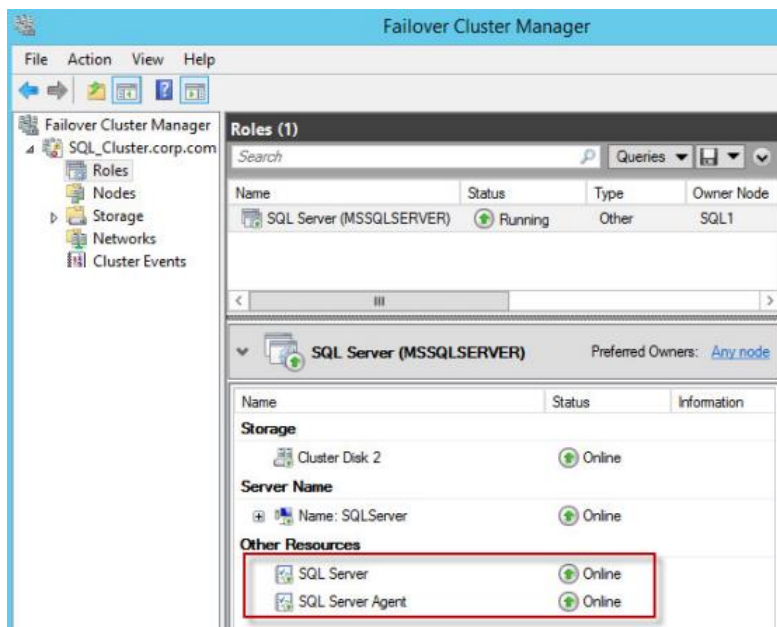 Failover Cluster Manager
File Action View Help
Failover Cluster Manager
SQL_Cluster.corp.com
Roles
Nodes
Storage
Networks
Cluster Events
Roles (1)
Search Queries
Name Status Type Owner Node
SQL Server (MSSQLSERVER) Running Other SQL1
SQL Server (MSSQLSERVER) Preferred Owners: Any node
Name Status Information
Storage
Cluster Disk 2 Online
Server Name
Name: SQLServer Online
Other Resources
SQL Server Online
SQL Server Agent Online